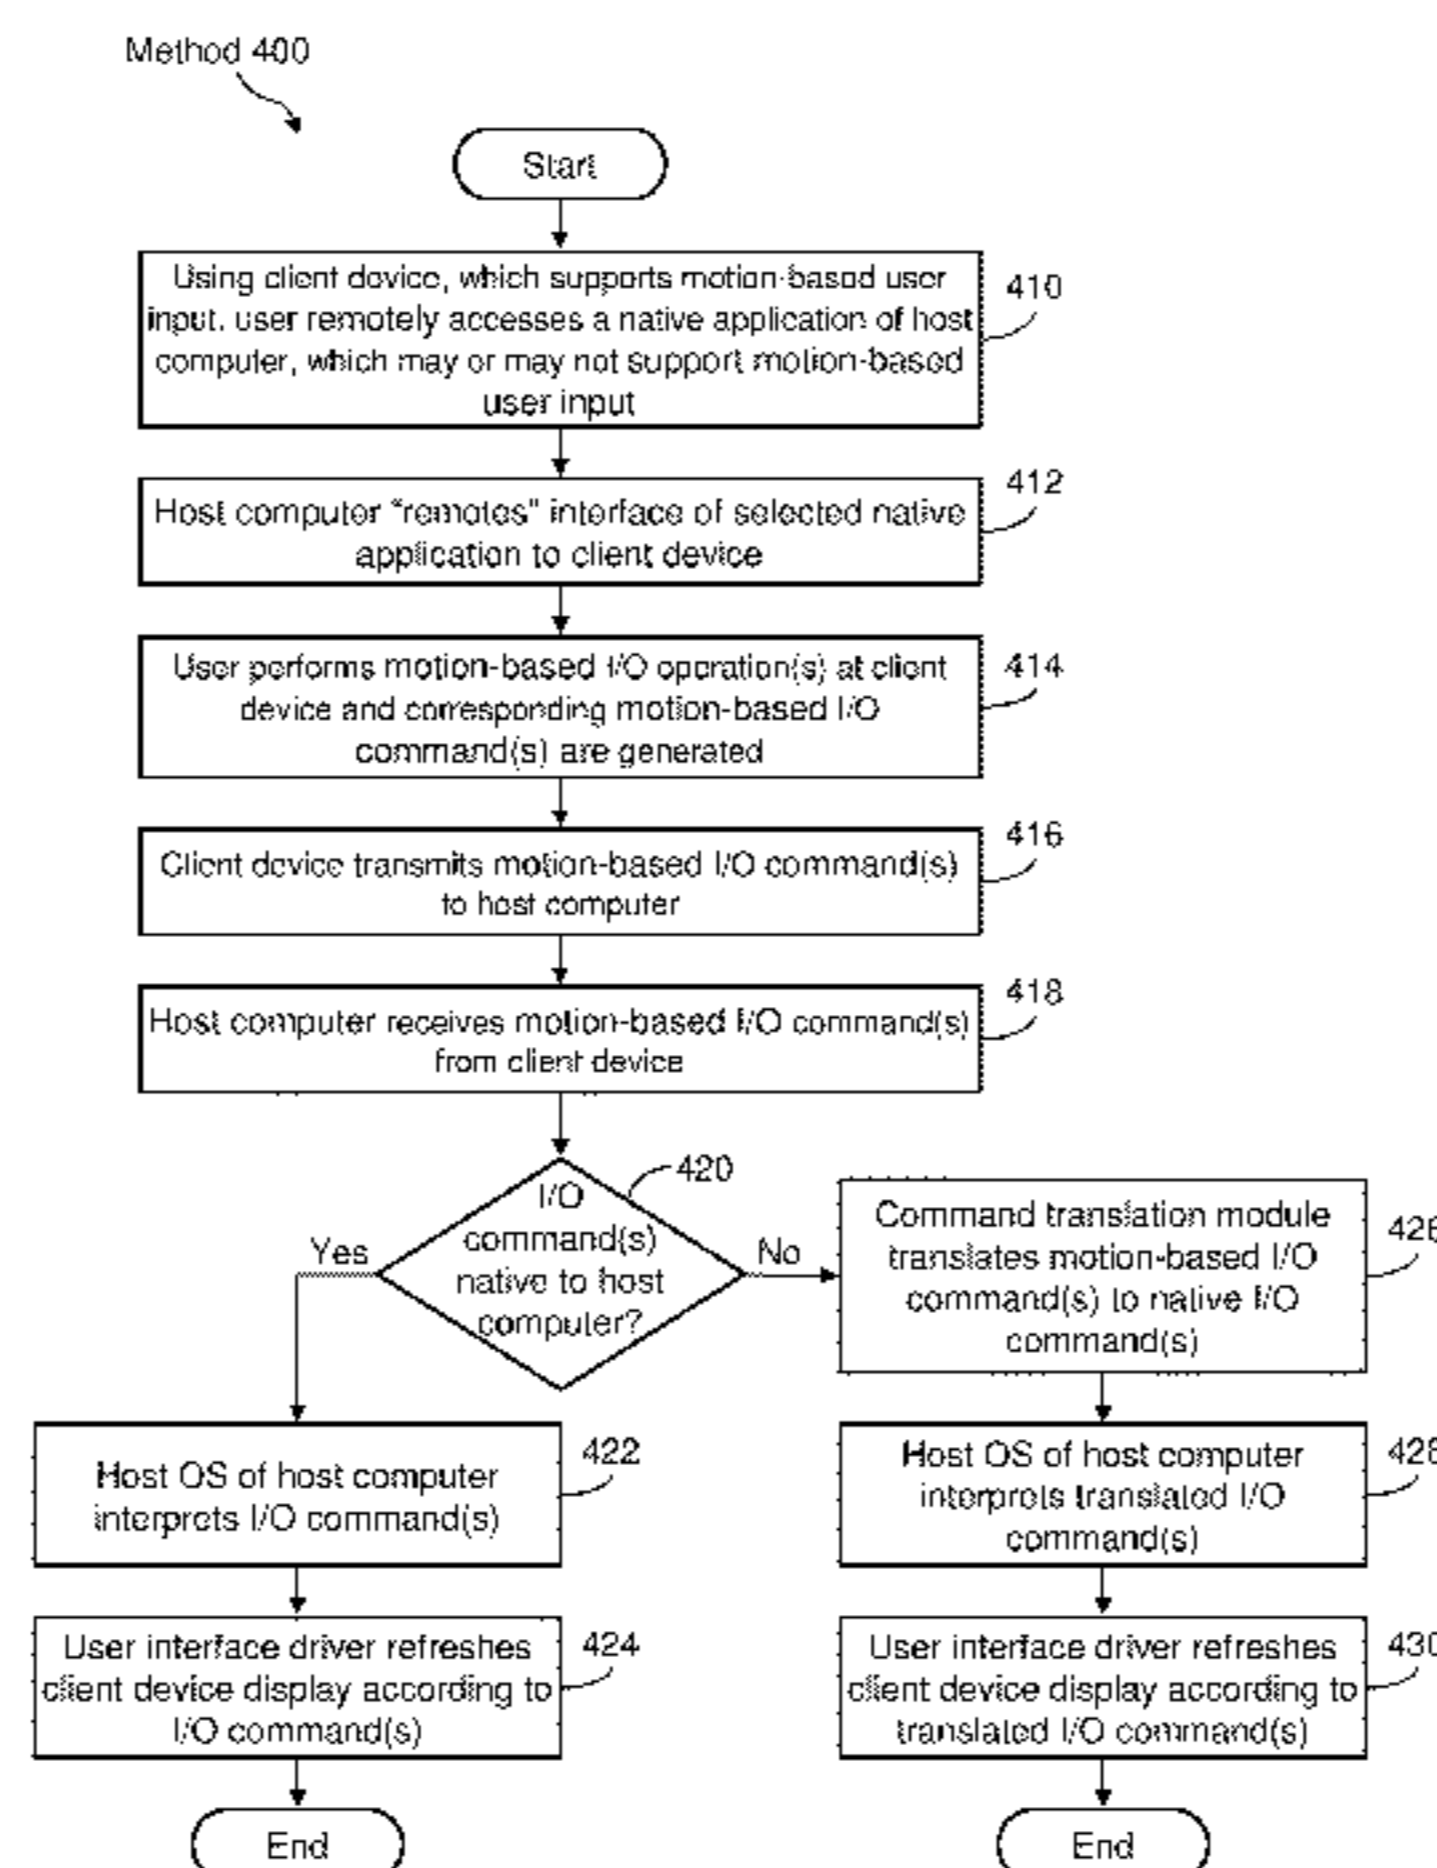 Method 400
Start
Using client device, which supports motion-based user
input, user remotely accesses a native application of host
computer, which may or may not support motion-based
user input
410
Host computer "remotes" interface of selected native
application to client device
412
User performs motion-based I/O operation(s) at client
device and corresponding motion-based I/O
command(s) are generated
414
Client device transmits motion-based I/O command(s)
to host computer
416
Host computer receives motion-based I/O command(s)
from client device
418
I/O
command(s)
native to host
computer?
420
Yes
No
Command translation module
translates motion-based I/O
command(s) to native I/O
command(s)
426
Host OS of host computer
interprets I/O command(s)
422
Host OS of host computer
interprets translated I/O
command(s)
428
User interface driver refreshes
client device display according to
I/O command(s)
424
User interface driver refreshes
client device display according to
translated I/O command(s)
430
End
End